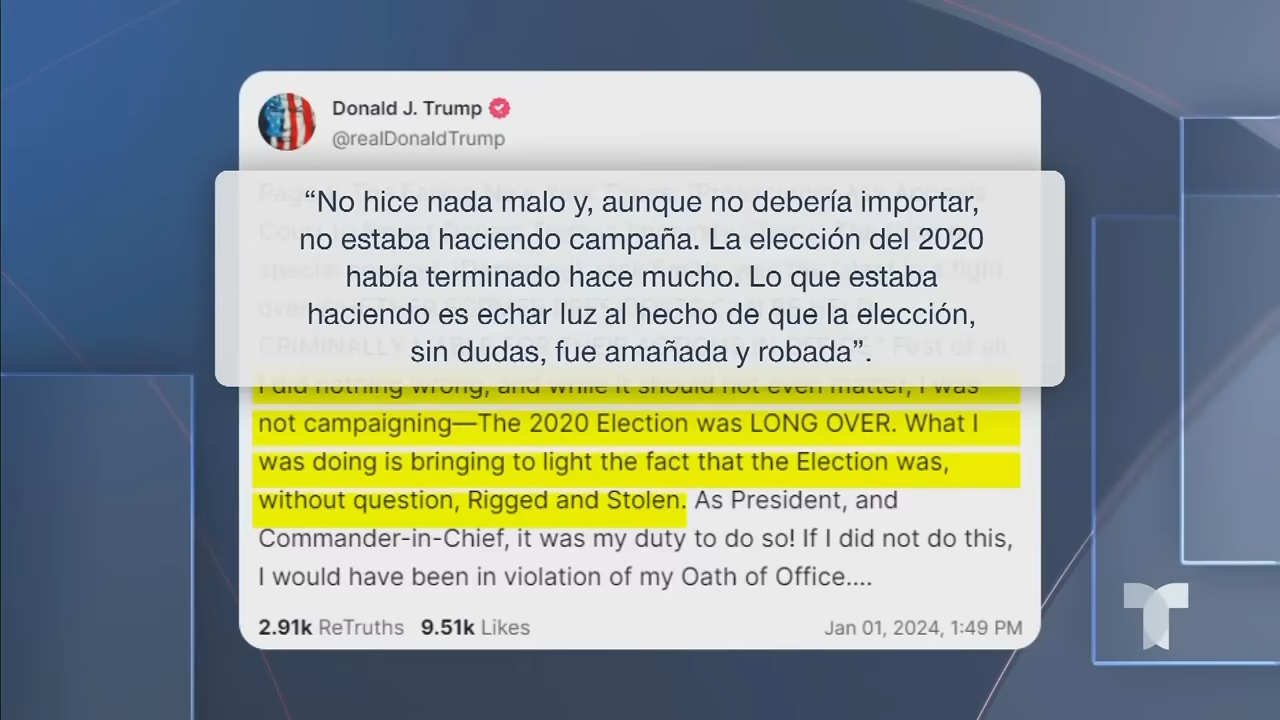 Donald J. Trump
@realDonaldTrump
“No hice nada malo y, aunque no debería importar,
no estaba haciendo campaña. La elección del 2020
había terminado hace mucho. Lo que estaba
haciendo es echar luz al hecho de que la elección,
sin dudas, fue amañada y robada”.
I did nothing wrong, and while it should not even matter, I was
not campaigning—The 2020 Election was LONG OVER. What I
was doing is bringing to light the fact that the Election was,
without question, Rigged and Stolen. As President, and
Commander-in-Chief, it was my duty to do so! If I did not do this,
I would have been in violation of my Oath of Office....
2.91k ReTruths 9.51k Likes Jan 01, 2024, 1:49 PM